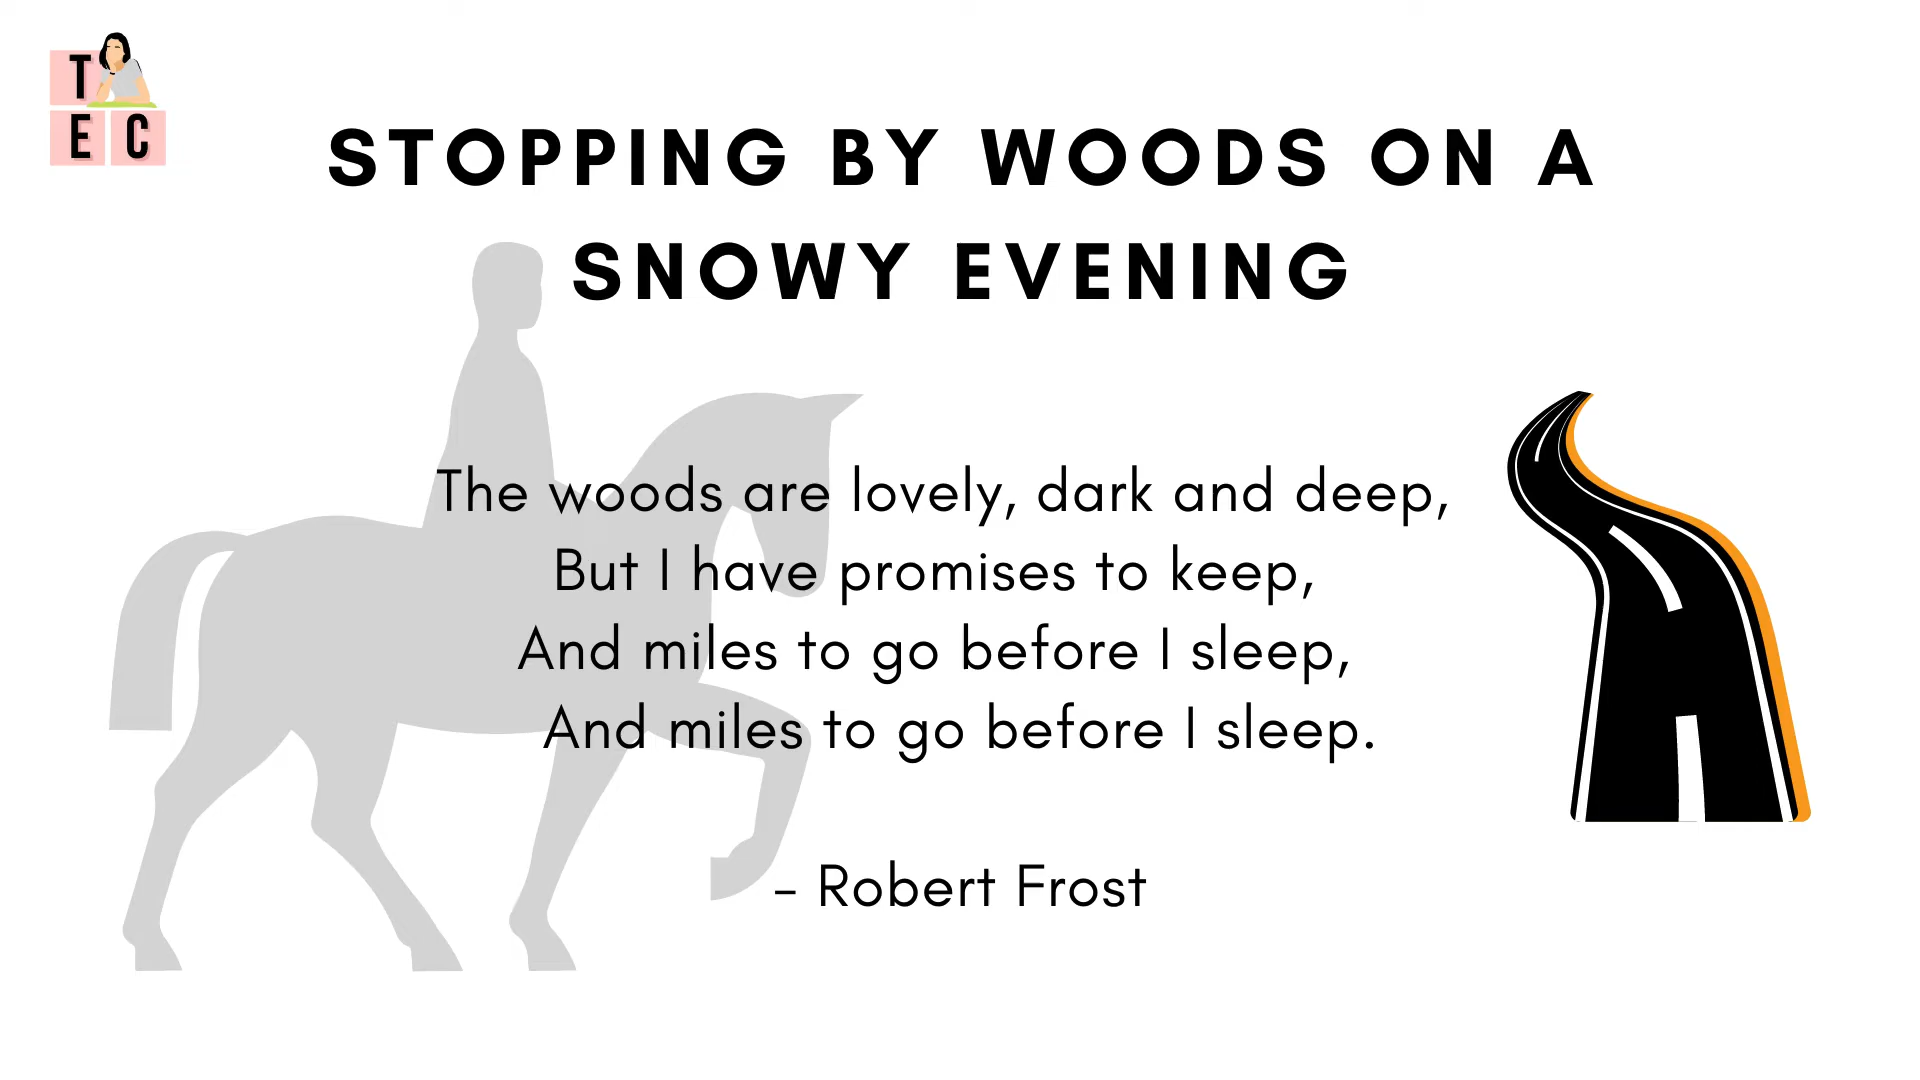 T
E C
STOPPING BY WOODS ON A
SNOWY EVENING
The woods are lovely, dark and deep,
But I have promises to keep,
And miles to go before I sleep,
And miles to go before I sleep.
– Robert Frost